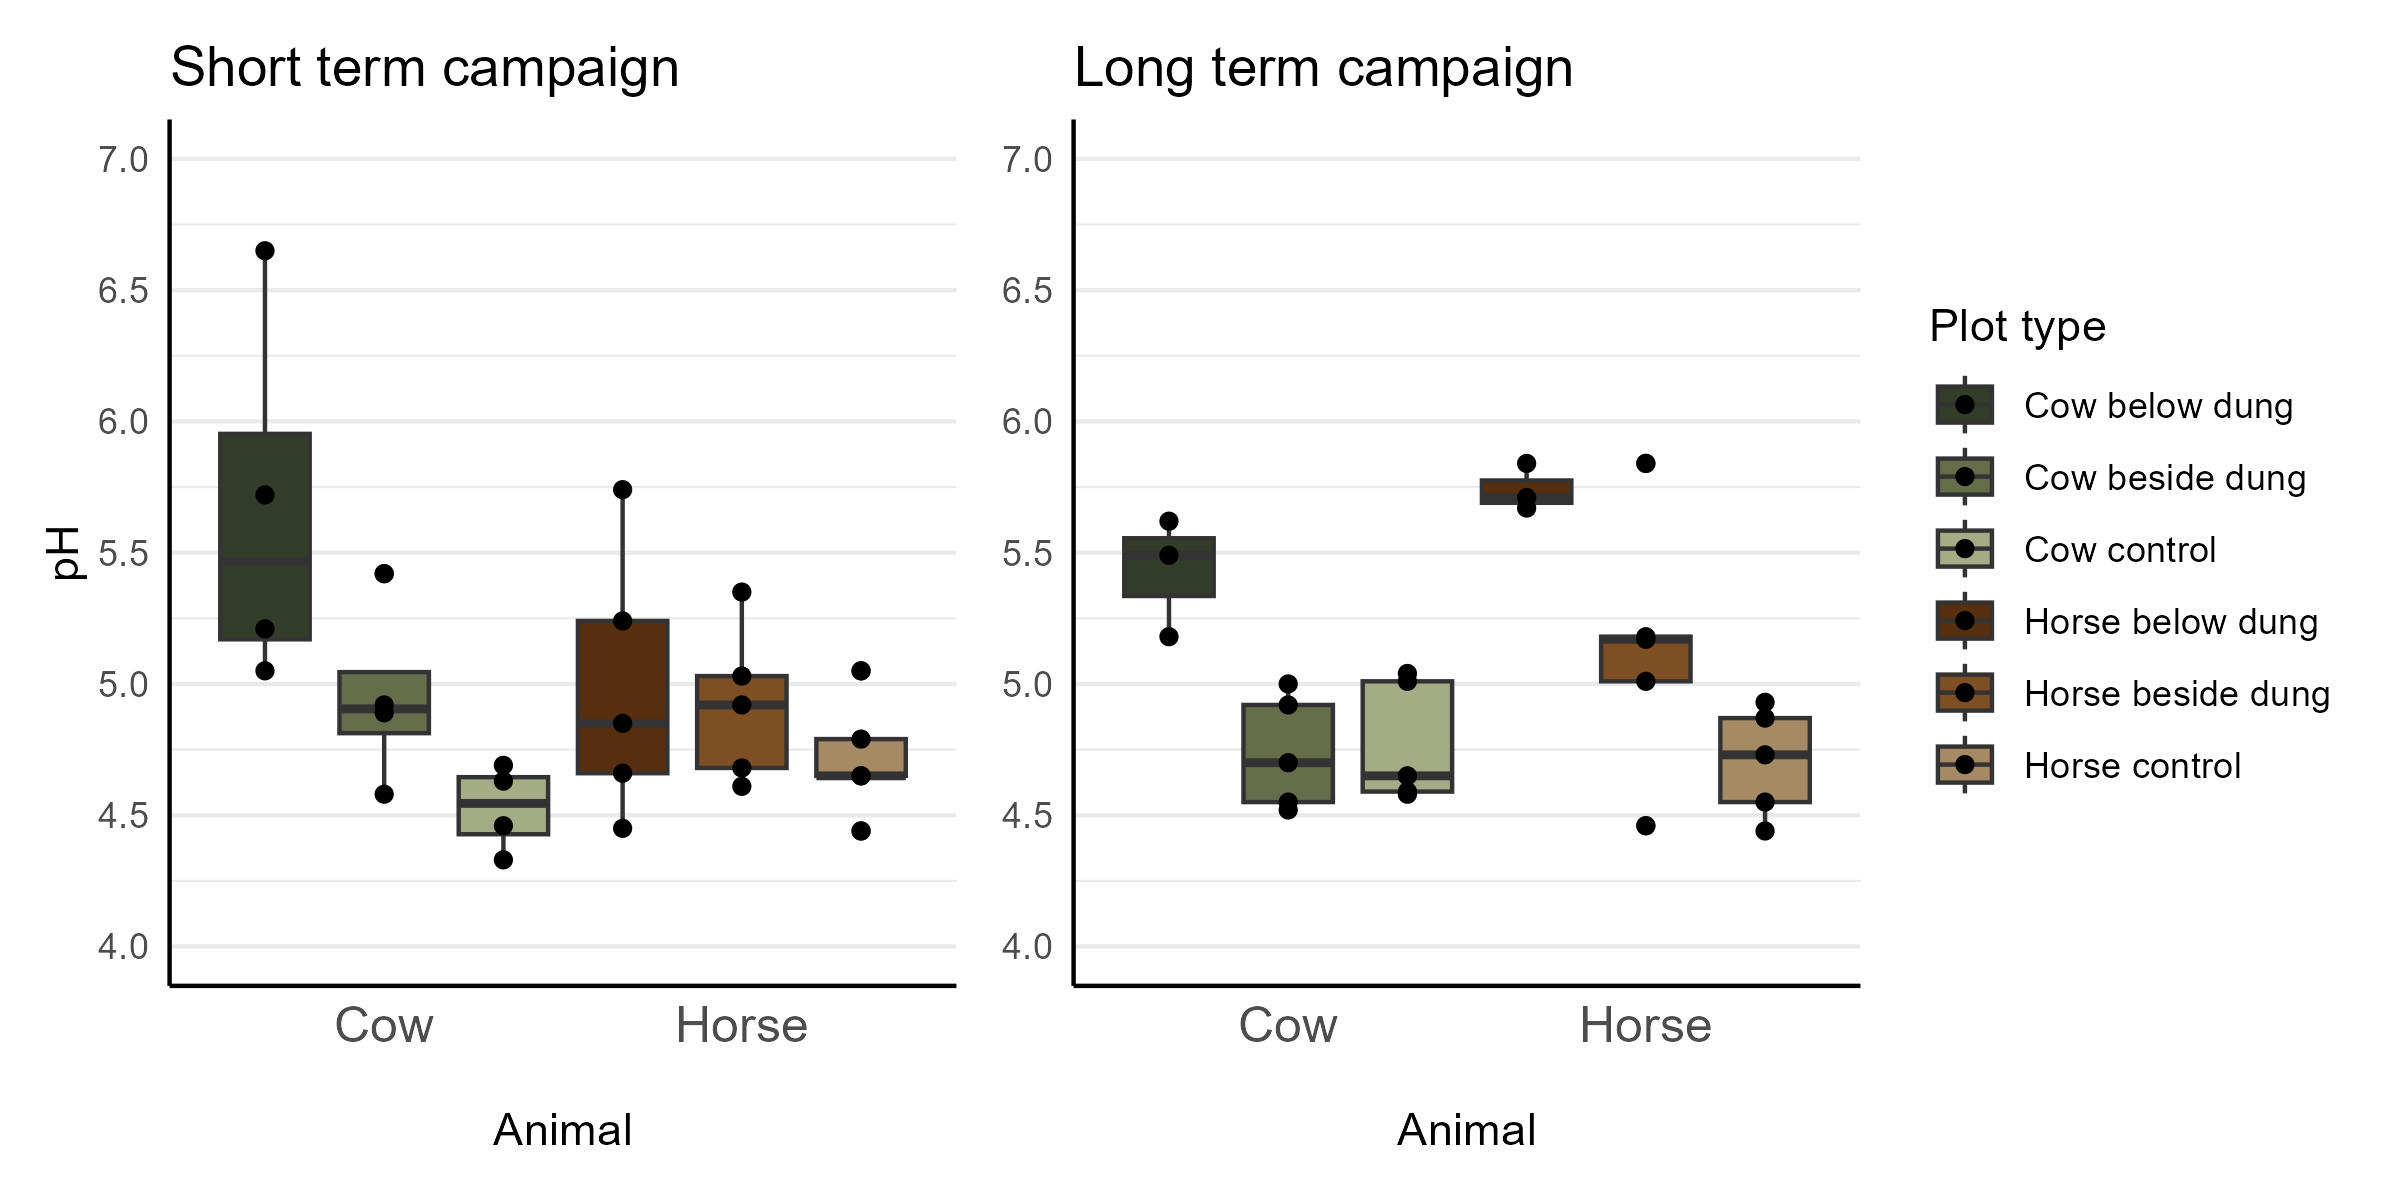 Short term campaign
Long term campaign
pH
7.0
6.5
6.0
5.5
5.0
4.5
4.0
Cow
Horse
Animal
7.0
6.5
6.0
5.5
5.0
4.5
4.0
Cow
Horse
Animal
Plot type
Cow below dung
Cow beside dung
Cow control
Horse below dung
Horse beside dung
Horse control